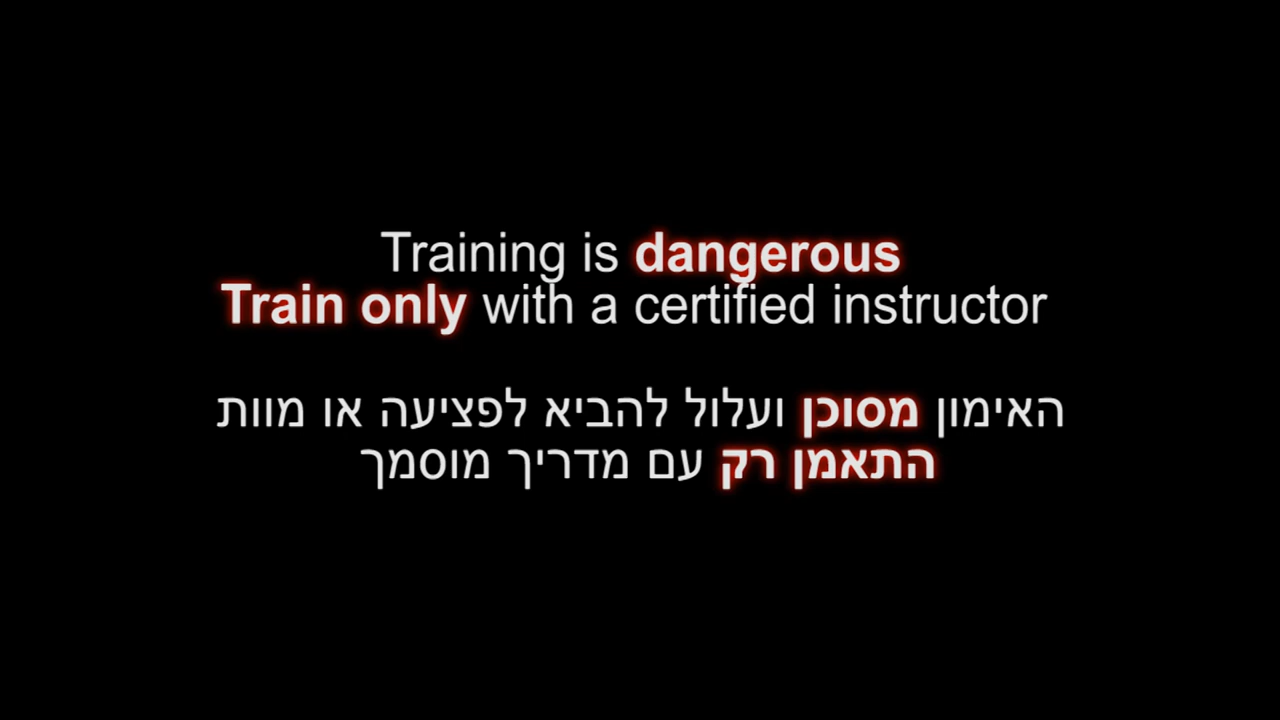 Training is dangerous
Train only with a certified instructor
האימון מסוכן ועלול להביא לפציעה או מוות
התאמן רק עם מדריך מוסמך